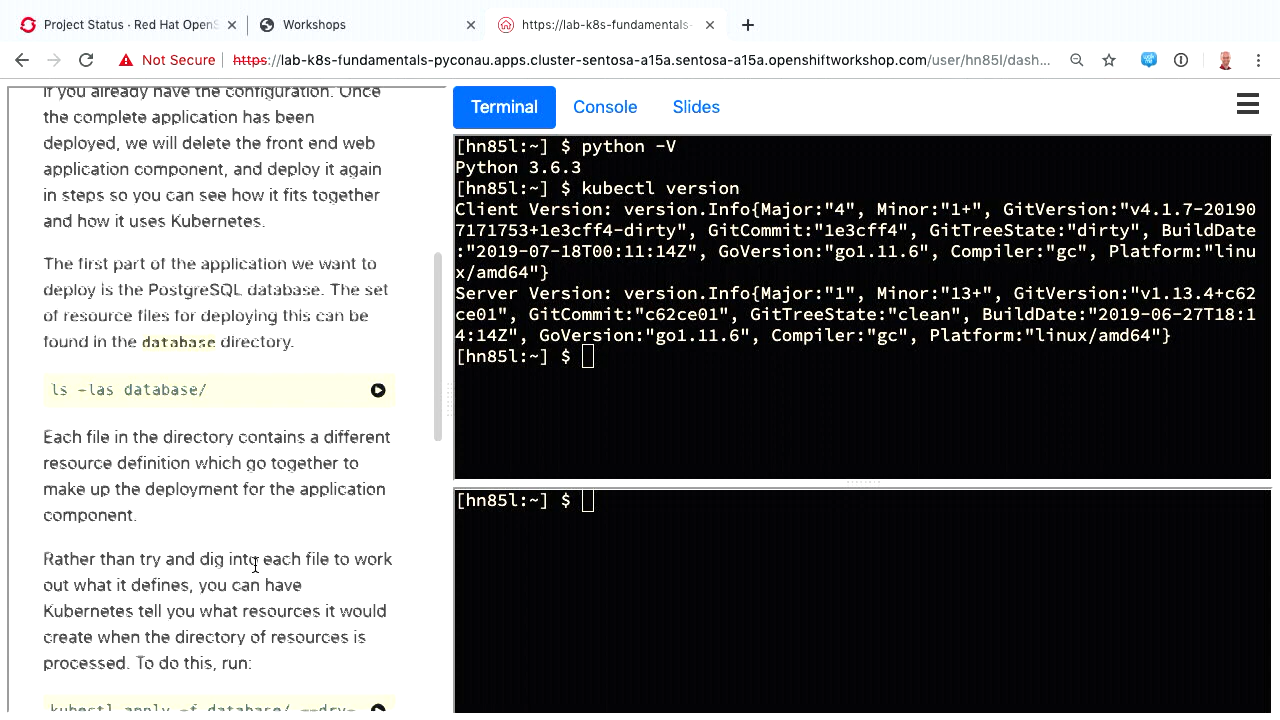 Project Status · Red Hat OpenS
Workshops
https://lab-k8s-fundamentals-
Not Secure
https://lab-k8s-fundamentals-pyconau.apps.cluster-sentosa-a15a.sentosa-a15a.openshiftworkshop.com/user/hn85l/dash...
if you already have the configuration. Once
the complete application has been
deployed, we will delete the front end web
application component, and deploy it again
in steps so you can see how it fits together
and how it uses Kubernetes.
The first part of the application we want to
deploy is the PostgreSQL database. The set
of resource files for deploying this can be
found in the database directory.
ls -las database/
Each file in the directory contains a different
resource definition which go together to
make up the deployment for the application
component.
Rather than try and dig into each file to work
out what it defines, you can have
Kubernetes tell you what resources it would
create when the directory of resources is
processed. To do this, run:
kubectl apply -f database/ --dry-
Terminal
Console
Slides
[hn85l:~] $ python -V
Python 3.6.3
[hn85l:~] $ kubectl version
Client Version: version.Info{Major:"4", Minor:"1+", GitVersion:"v4.1.7-20190
7171753+1e3cff4-dirty", GitCommit:"1e3cff4", GitTreeState:"dirty", BuildDate
:"2019-07-18T00:11:14Z", GoVersion:"go1.11.6", Compiler:"gc", Platform:"linu
x/amd64"}
Server Version: version.Info{Major:"1", Minor:"13+", GitVersion:"v1.13.4+c62
ce01", GitCommit:"c62ce01", GitTreeState:"clean", BuildDate:"2019-06-27T18:1
4:14Z", GoVersion:"go1.11.6", Compiler:"gc", Platform:"linux/amd64"}
[hn85l:~] $
[hn85l:~] $